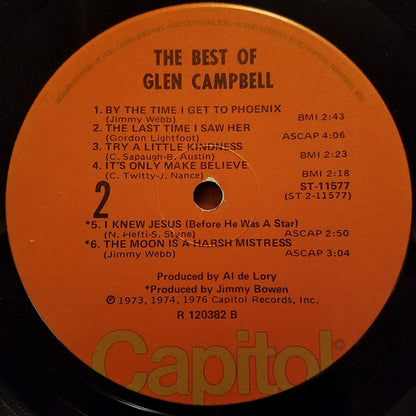 THE BEST OF
GLEN CAMPBELL
1. BY THE TIME I GET TO PHOENIX
(Jimmy Webb) BMI 2:43
2. THE LAST TIME I SAW HER
(Gordon Lightfoot) ASCAP 4:06
3. TRY A LITTLE KINDNESS
(C. Sapaugh-B. Austin) BMI 2:23
4. IT'S ONLY MAKE BELIEVE
(C. Twitty-J. Nance) BMI 2:18
2
ST-11577
(ST 2-11577)
*5. I KNEW JESUS (Before He Was A Star)
(N. Hefti-S. Styne) ASCAP 2:50
*6. THE MOON IS A HARSH MISTRESS
(Jimmy Webb) ASCAP 3:04
Produced by Al de Lory
*Produced by Jimmy Bowen
℗ 1973, 1974, 1976 Capitol Records, Inc.
R 120382 B
Capitol